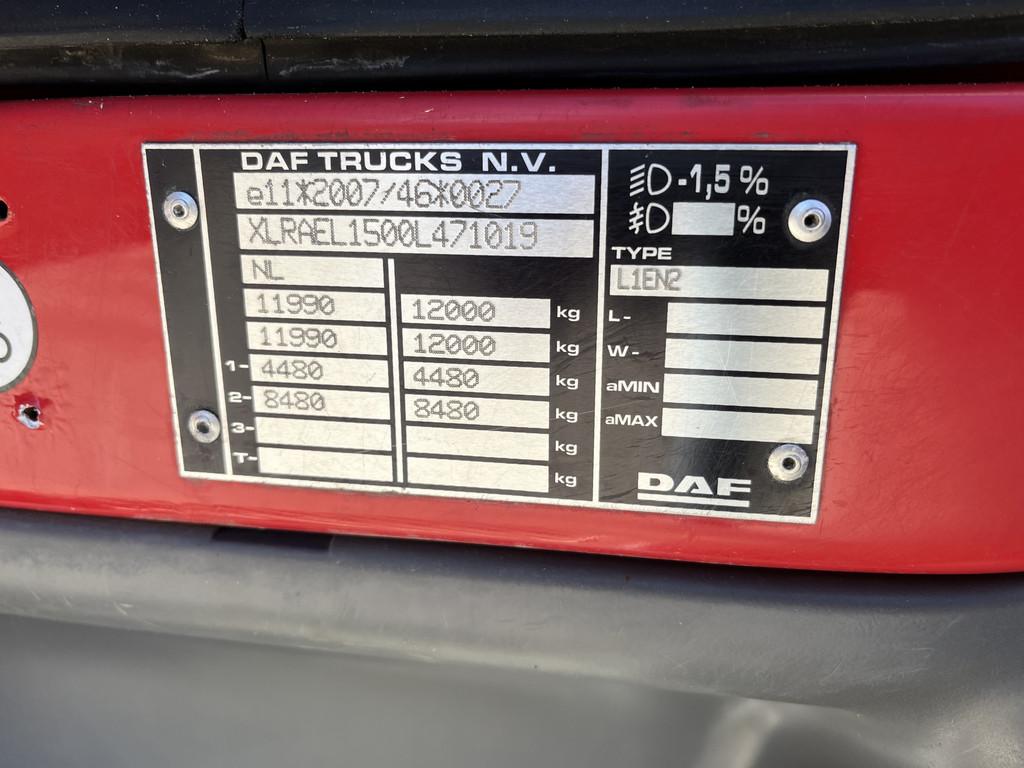 DAF TRUCKS N.V.
e11*2007/46*0027
XLRAEL1500L471019
NL
11990 12000 kg
11990 12000 kg
1- 4480 4480 kg
2- 8480 8480 kg
3- kg
T- kg
-1,5 %
%
TYPE
L1EN2
L-
W-
aMIN
aMAX
DAF